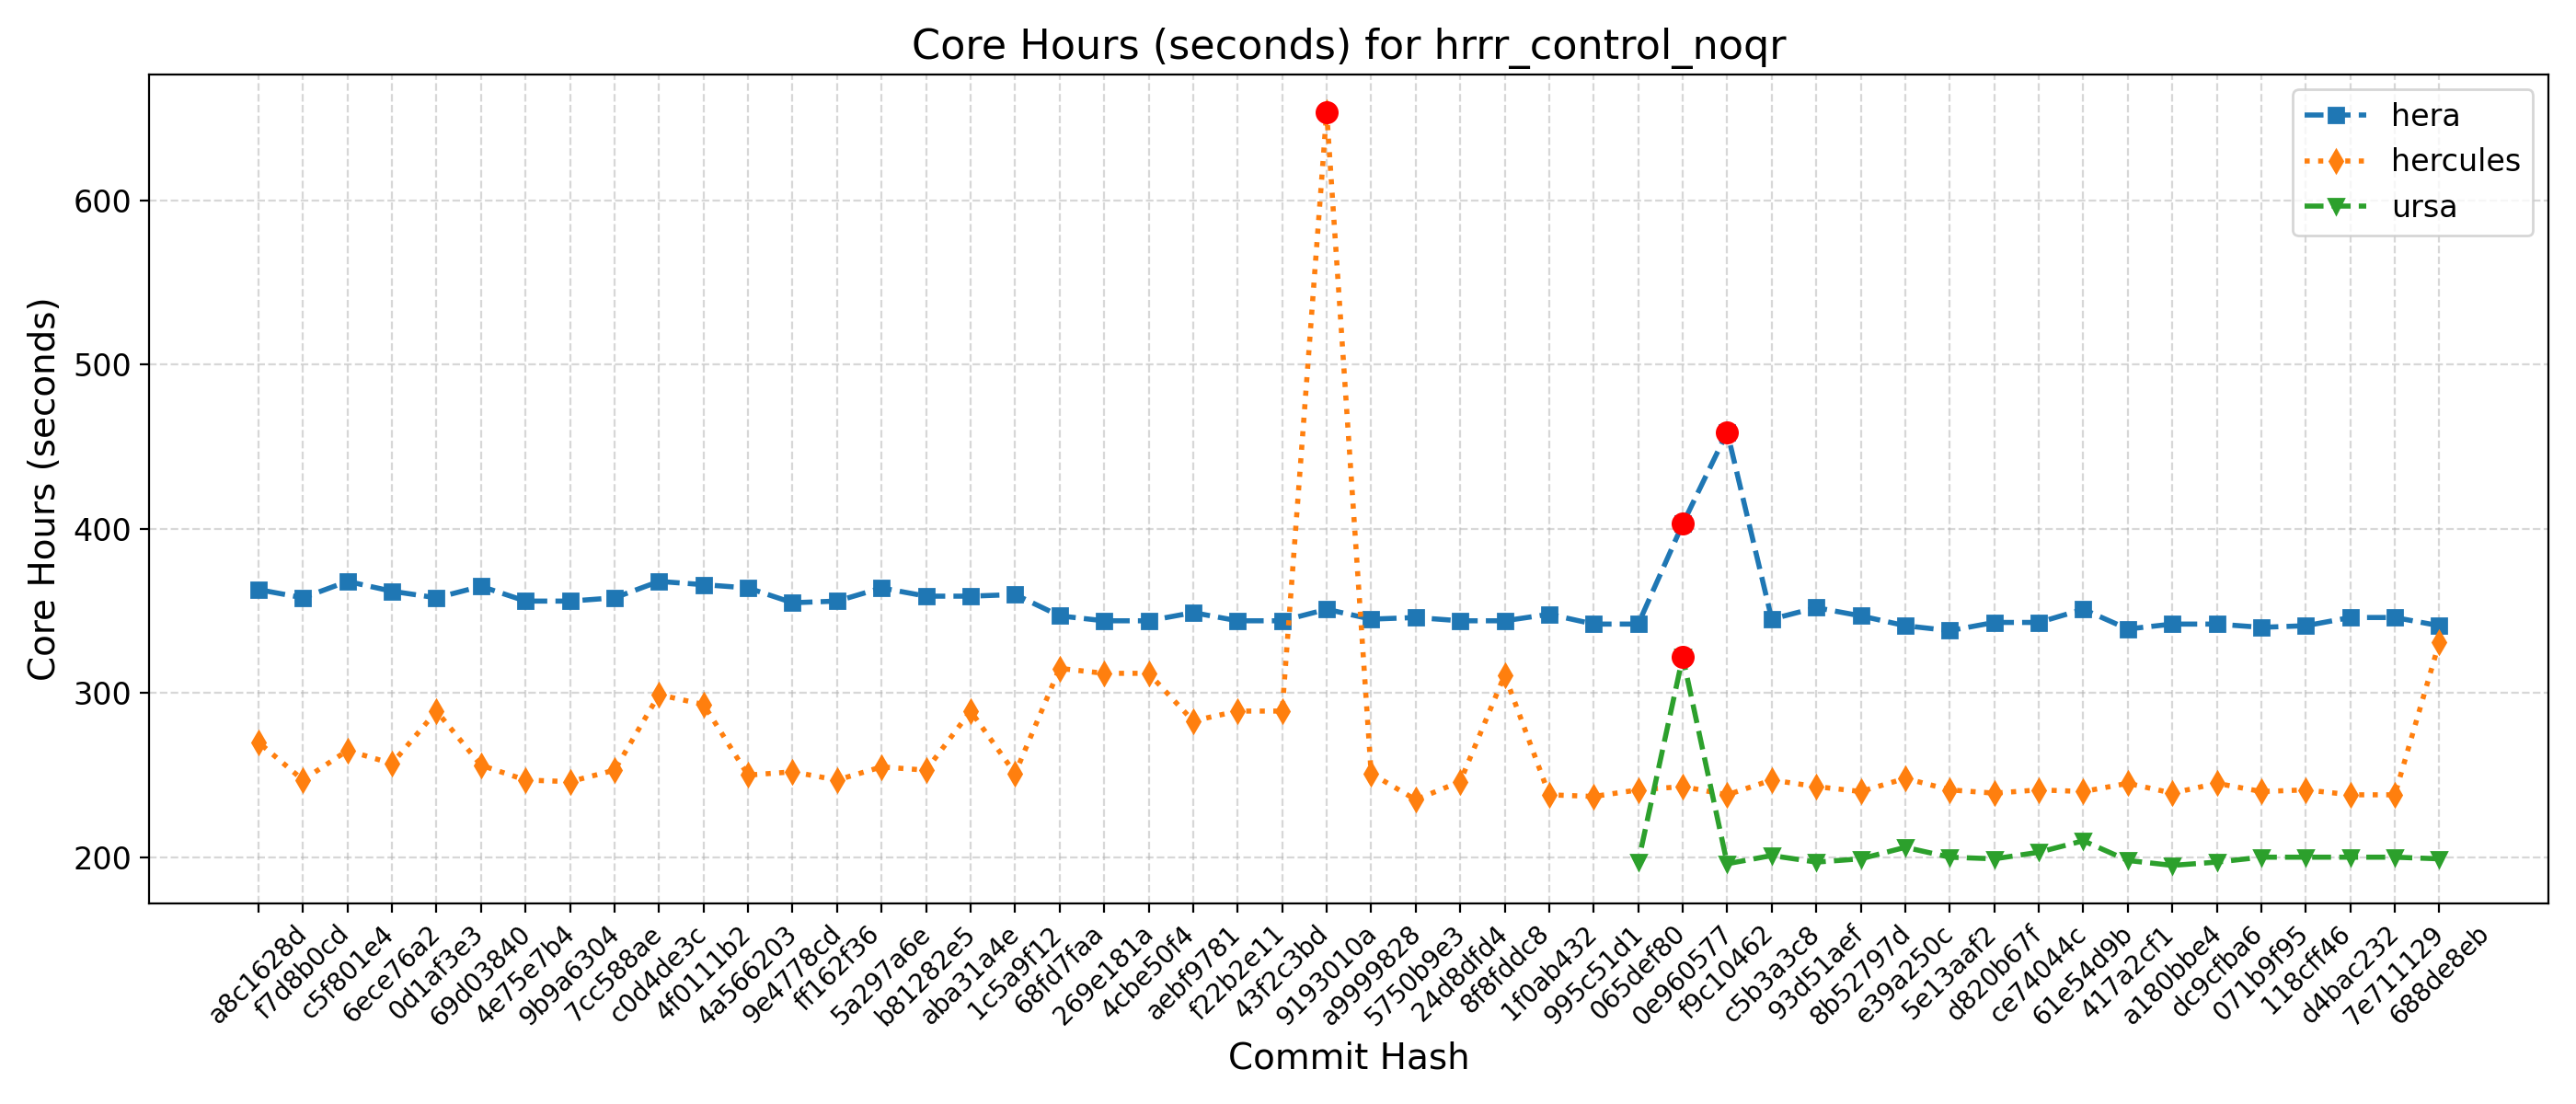 Core Hours (seconds) for hrrr_control_noqr
hera
hercules
ursa
Core Hours (seconds)
600
500
400
300
200
a8c1628d
f7d8b0cd
c5f801e4
6ece76a2
0d1af3e3
69d03840
4e75e7b4
9b9a6304
7cc588ae
c0d4de3c
4f0111b2
4a566203
9e4778cd
ff162f36
5a297a6e
b81282e5
aba31a4e
1c5a9f12
68fd7faa
269e181a
4cbe50f4
aebf9781
f22b2e11
43f2c3bd
9193010a
a9999828
5750b9e3
24d8dfd4
8f8fddc8
1f0ab432
995c51d1
065def80
0e960577
f9c10462
c5b3a3c8
93d51aef
8b52797d
e39a250c
5e13aaf2
d820b67f
ce74044c
61e54d9b
417a2cf1
a180bbe4
dc9cfba6
071b9f95
118cff46
d4bac232
7e711129
688de8eb
Commit Hash